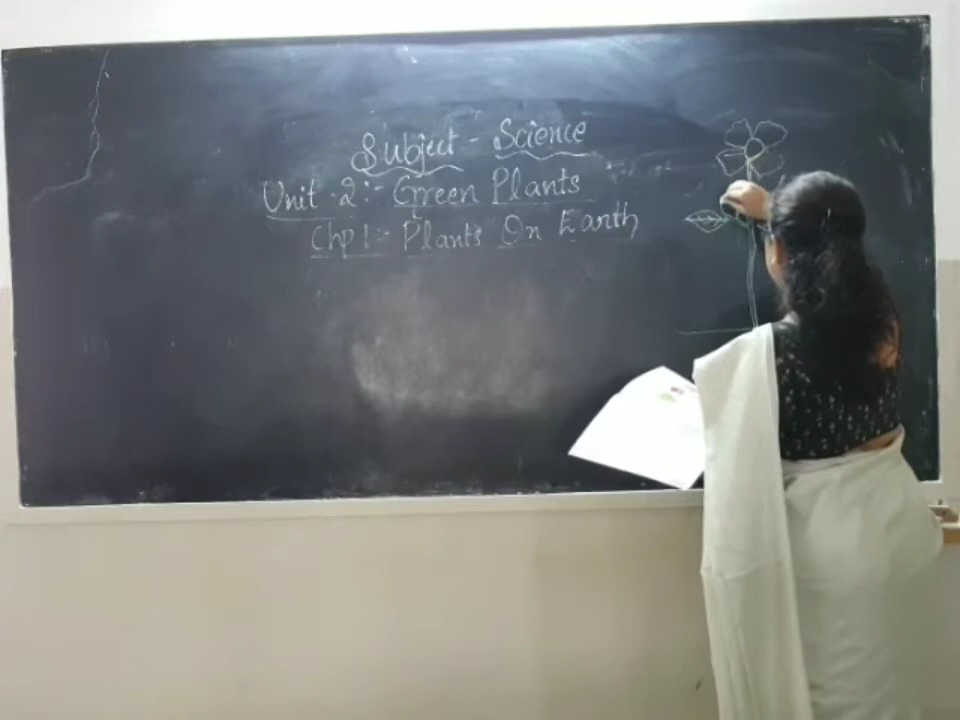 Subject - Science
Unit - 2 :- Green Plants
Chp 1 :- Plants On Earth